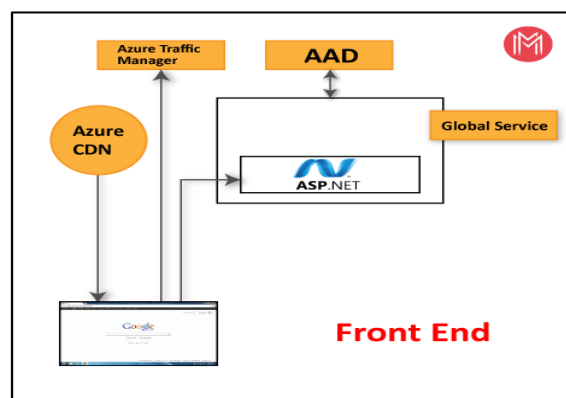 Azure Traffic
Manager
AAD
Azure
CDN
Global Service
ASP.NET
Google
Front End